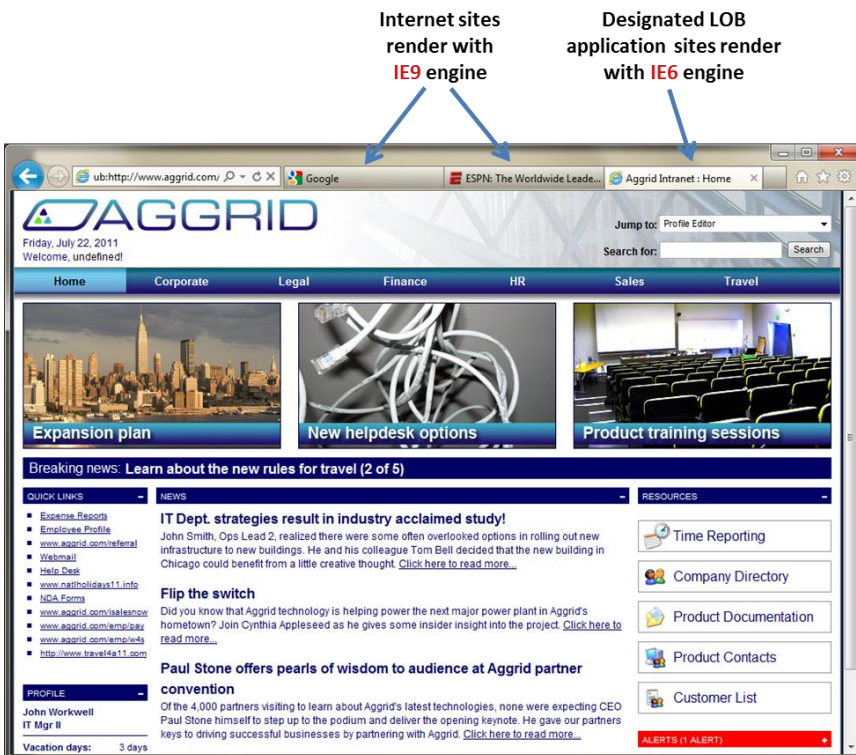 Internet sites
render with
IE9 engine
Designated LOB
application sites render
with IE6 engine
ub:http://www.aggrid.com/
Google
ESPN: The Worldwide Leade...
Aggrid Intranet : Home
AGGRID
Friday, July 22, 2011
Welcome, undefined!
Jump to: Profile Editor
Search for: Search
Home Corporate Legal Finance HR Sales Travel
Expansion plan
New helpdesk options
Product training sessions
Breaking news: Learn about the new rules for travel (2 of 5)
QUICK LINKS
Expense Reports
Employee Profile
www.aggrid.com/referral
Webmail
Help Desk
www.natlholidays11.info
NDA Forms
www.aggrid.com/isalesnow
www.aggrid.com/emp/pay
www.aggrid.com/emp/w4s
http://www.travel4a11.com
PROFILE
John Workwell
IT Mgr II
Vacation days: 3 days
NEWS
IT Dept. strategies result in industry acclaimed study!
John Smith, Ops Lead 2, realized there were some often overlooked options in rolling out new
infrastructure to new buildings. He and his colleague Tom Bell decided that the new building in
Chicago could benefit from a little creative thought. Click here to read more...
Flip the switch
Did you know that Aggrid technology is helping power the next major power plant in Aggrid's
hometown? Join Cynthia Appleseed as he gives some insider insight into the project. Click here to
read more...
Paul Stone offers pearls of wisdom to audience at Aggrid partner
convention
Of the 4,000 partners visiting to learn about Aggrid's latest technologies, none were expecting CEO
Paul Stone himself to step up to the podium and deliver the opening keynote. He gave our partners
keys to driving successful businesses by partnering with Aggrid. Click here to read more...
RESOURCES
Time Reporting
Company Directory
Product Documentation
Product Contacts
Customer List
ALERTS (1 ALERT)